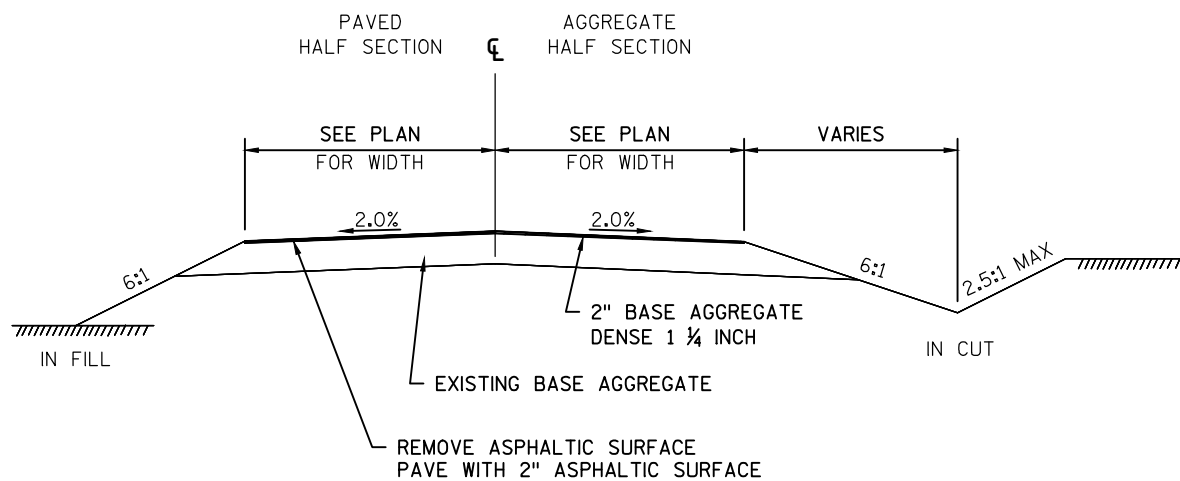 PAVED
HALF SECTION
℄
AGGREGATE
HALF SECTION
SEE PLAN
FOR WIDTH
SEE PLAN
FOR WIDTH
VARIES
2.0%
2.0%
6:1
6:1
2.5:1 MAX
2" BASE AGGREGATE
DENSE 1 ¼ INCH
IN FILL
IN CUT
EXISTING BASE AGGREGATE
REMOVE ASPHALTIC SURFACE
PAVE WITH 2" ASPHALTIC SURFACE